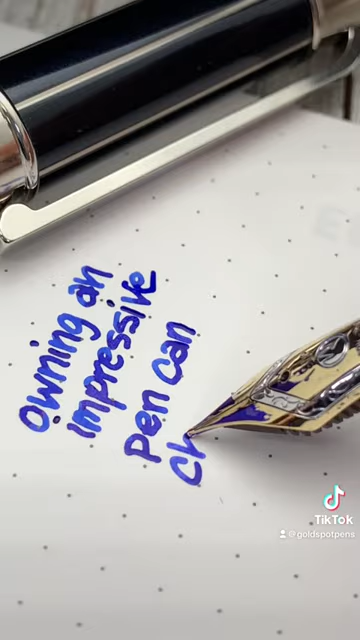 owning an
impressive
pen can
ch
TikTok
@goldspotpens